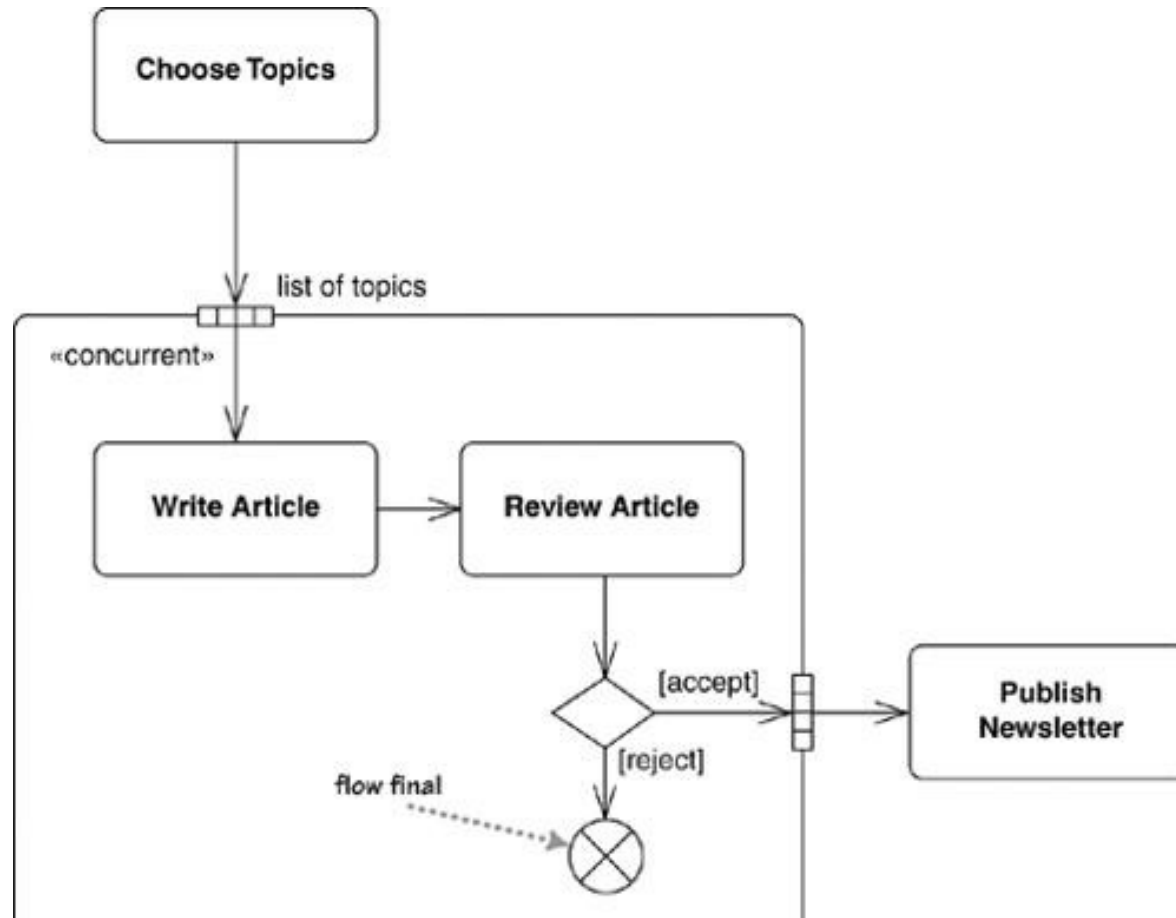 Choose Topics
list of topics
«concurrent»
Write Article
Review Article
[accept]
Publish
Newsletter
[reject]
flow final